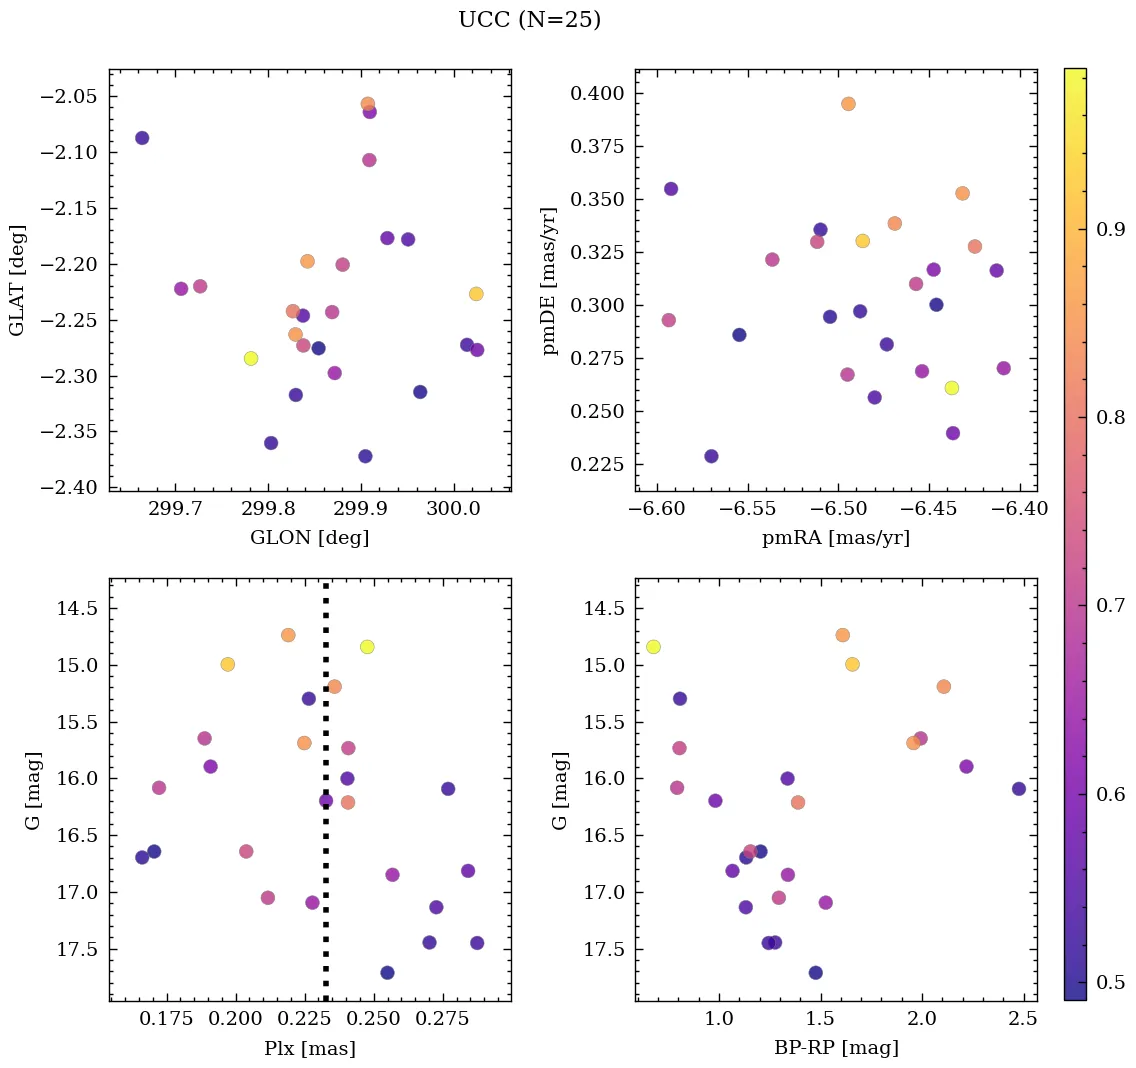 UCC (N=25)
−2.05
−2.10
−2.15
−2.20
−2.25
−2.30
−2.35
−2.40
GLAT [deg]
299.7 299.8 299.9 300.0
GLON [deg]
0.400
0.375
0.350
0.325
0.300
0.275
0.250
0.225
pmDE [mas/yr]
−6.60 −6.55 −6.50 −6.45 −6.40
pmRA [mas/yr]
14.5
15.0
15.5
16.0
16.5
17.0
17.5
G [mag]
0.175 0.200 0.225 0.250 0.275
Plx [mas]
14.5
15.0
15.5
16.0
16.5
17.0
17.5
G [mag]
1.0 1.5 2.0 2.5
BP-RP [mag]
0.9
0.8
0.7
0.6
0.5